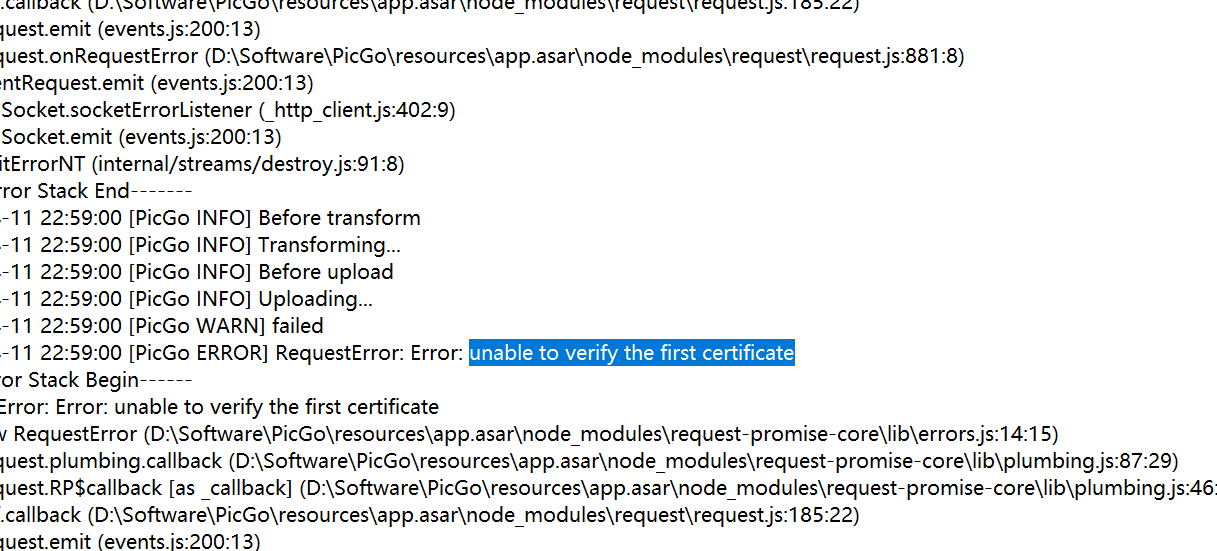 .callback (D:\Software\PicGo\resources\app.asar\node_modules\request\request.js:185:22)
quest.emit (events.js:200:13)
quest.onRequestError (D:\Software\PicGo\resources\app.asar\node_modules\request\request.js:881:8)
entRequest.emit (events.js:200:13)
Socket.socketErrorListener (_http_client.js:402:9)
Socket.emit (events.js:200:13)
itErrorNT (internal/streams/destroy.js:91:8)
rror Stack End-------
-11 22:59:00 [PicGo INFO] Before transform
-11 22:59:00 [PicGo INFO] Transforming...
-11 22:59:00 [PicGo INFO] Before upload
-11 22:59:00 [PicGo INFO] Uploading...
-11 22:59:00 [PicGo WARN] failed
-11 22:59:00 [PicGo ERROR] RequestError: Error: unable to verify the first certificate
ror Stack Begin------
Error: Error: unable to verify the first certificate
w RequestError (D:\Software\PicGo\resources\app.asar\node_modules\request-promise-core\lib\errors.js:14:15)
quest.plumbing.callback (D:\Software\PicGo\resources\app.asar\node_modules\request-promise-core\lib\plumbing.js:87:29)
quest.RP$callback [as _callback] (D:\Software\PicGo\resources\app.asar\node_modules\request-promise-core\lib\plumbing.js:46:
.callback (D:\Software\PicGo\resources\app.asar\node_modules\request\request.js:185:22)
quest.emit (events.js:200:13)